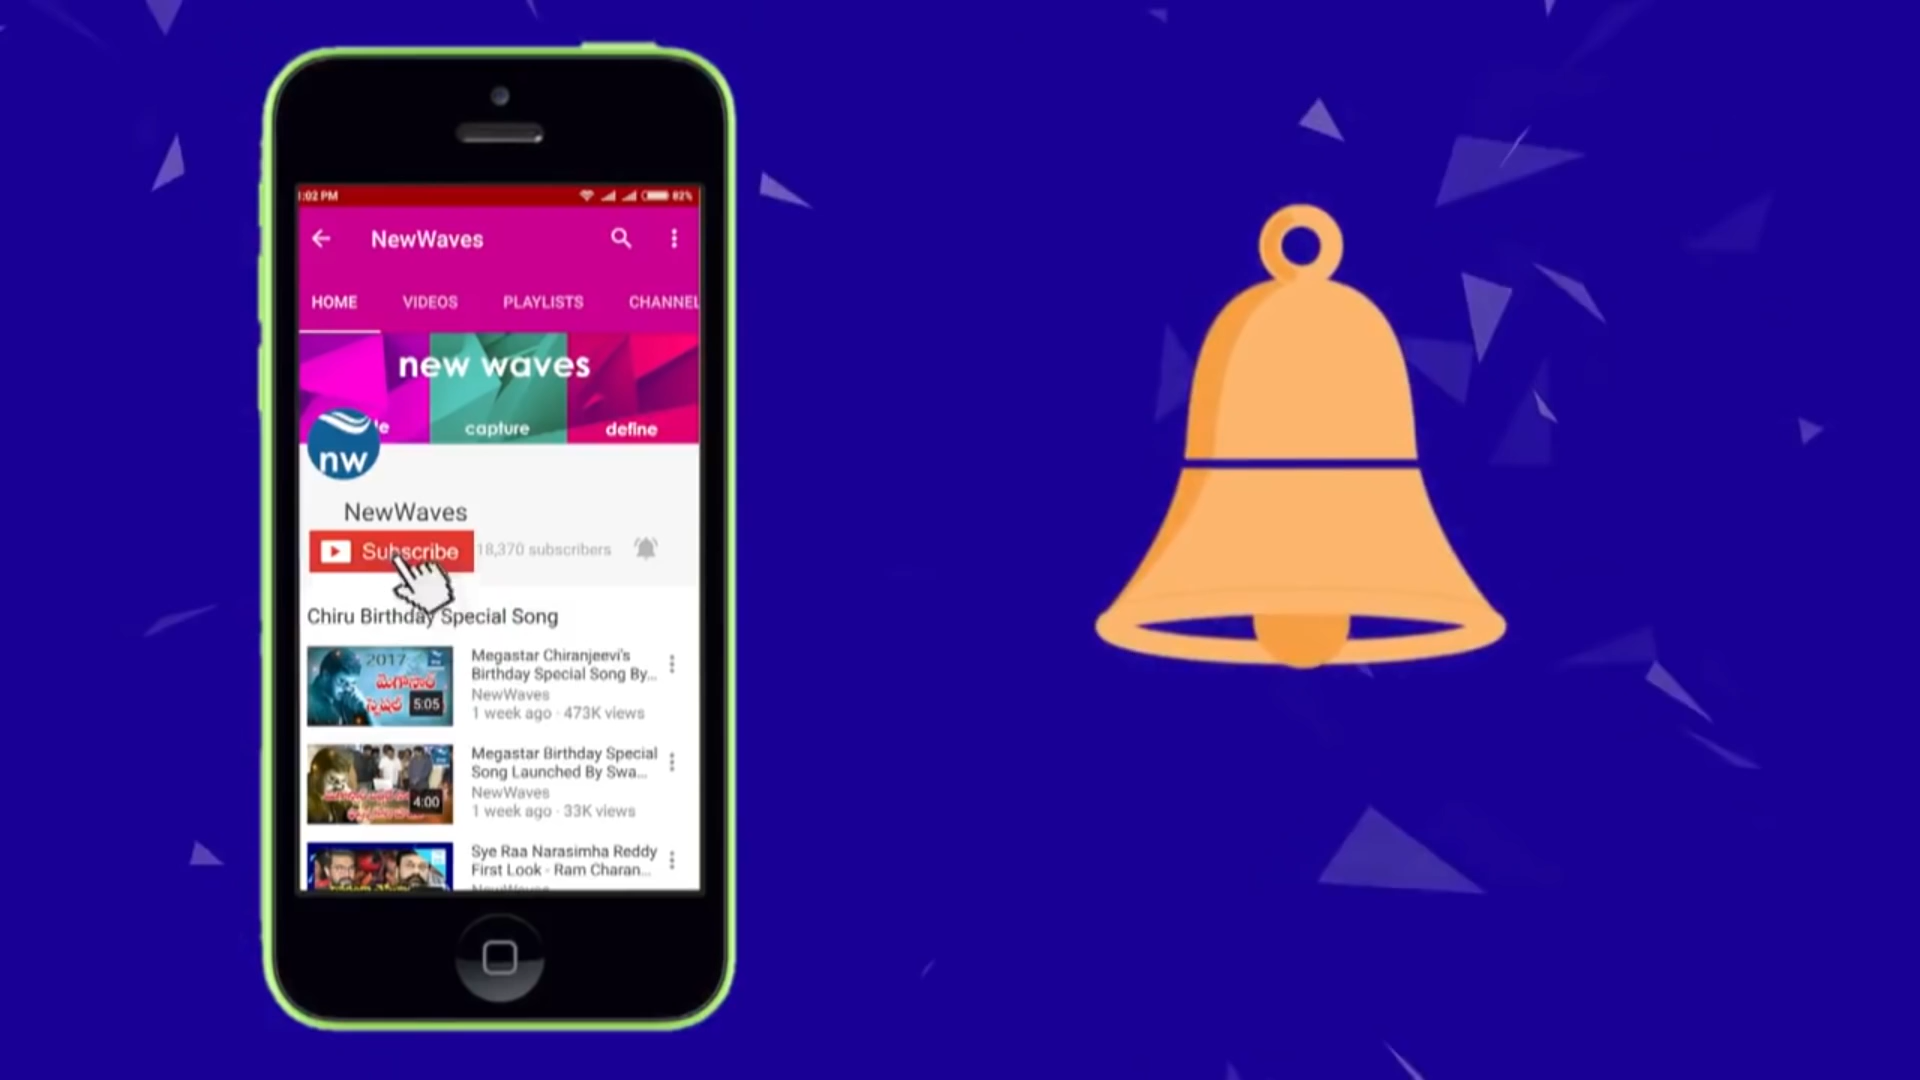 1:02 PM 82%
NewWaves
HOME VIDEOS PLAYLISTS CHANNEL
new waves
capture define
nw
NewWaves
Subscribe 18,370 subscribers
Chiru Birthday Special Song
2017
మెగాస్టార్
స్పెషల్ 5:05
Megastar Chiranjeevi's
Birthday Special Song By...
NewWaves
1 week ago · 473K views
4:00
Megastar Birthday Special
Song Launched By Swa...
NewWaves
1 week ago · 33K views
Sye Raa Narasimha Reddy
First Look - Ram Charan...
NewWaves